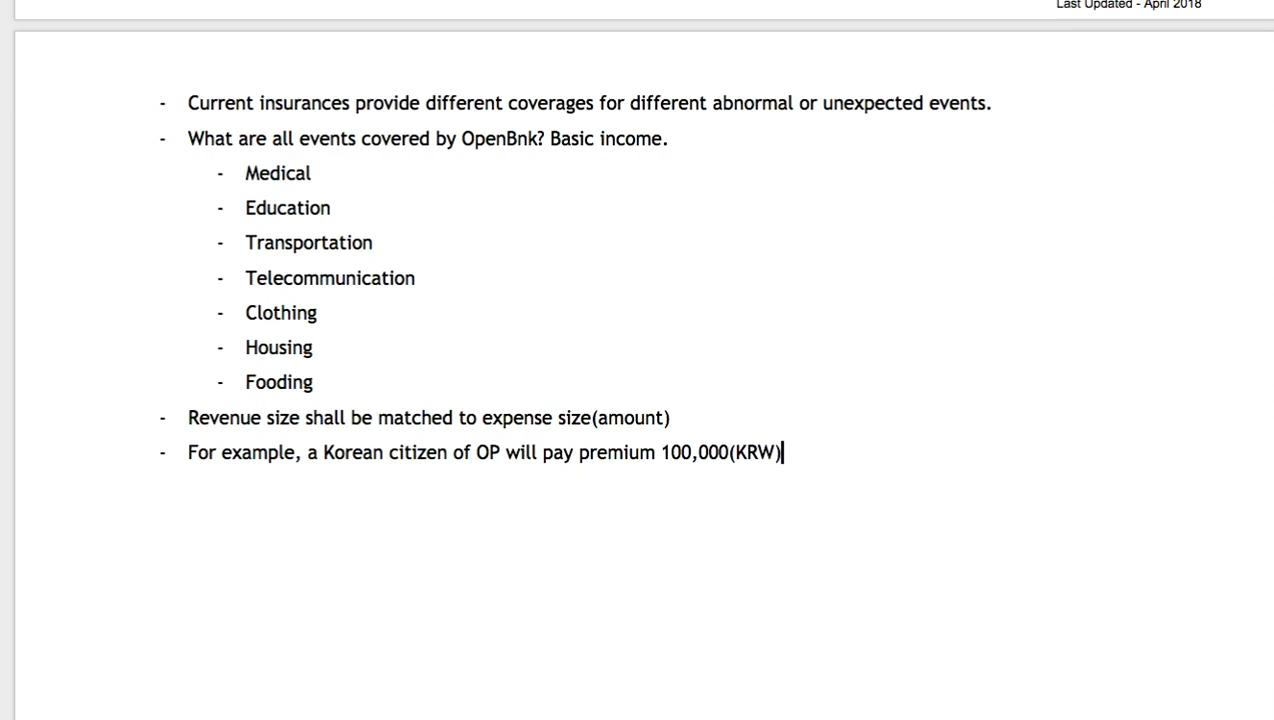 Last Updated - April 2018
- Current insurances provide different coverages for different abnormal or unexpected events.
- What are all events covered by OpenBnk? Basic income.
- Medical
- Education
- Transportation
- Telecommunication
- Clothing
- Housing
- Fooding
- Revenue size shall be matched to expense size(amount)
- For example, a Korean citizen of OP will pay premium 100,000(KRW)